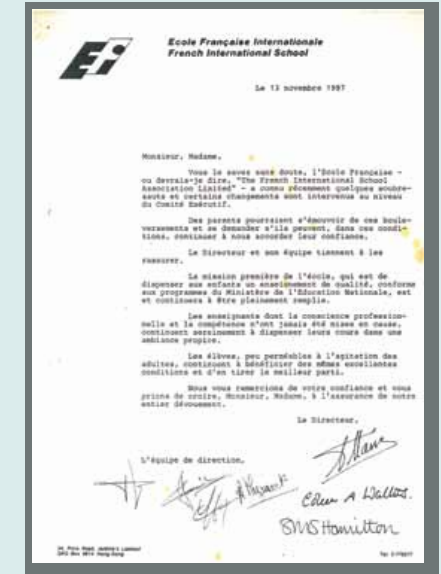 Ecole Française Internationale
French International School
Le 13 novembre 1997
Monsieur, Madame,
Vous le savez sans doute, l'Ecole Française -
ou devrais-je dire, "The French International School
Association Limited" - a connu récemment quelques soubre-
sauts et certains changements sont intervenus au niveau
du Comité Exécutif.
Des parents pourraient s'émouvoir de ces boule-
versements et se demander s'ils peuvent, dans ces condi-
tions, continuer à nous accorder leur confiance.
Le Directeur et son équipe tiennent à les
rassurer.
La mission première de l'école, qui est de
dispenser aux enfants un enseignement de qualité, conforme
aux programmes du Ministère de l'Education Nationale, est
et continuera à être pleinement remplie.
Les enseignants dont la conscience profession-
nelle et la compétence n'ont jamais été mises en cause,
continuent sereinement à dispenser leurs cours dans une
ambiance propice.
Les élèves, peu perméables à l'agitation des
adultes, continuent à bénéficier des mêmes excellentes
conditions et d'en tirer le meilleur parti.
Nous vous remercions de votre confiance et vous
prions de croire, Monsieur, Madame, à l'assurance de notre
entier dévouement.
Le Directeur,
L'équipe de direction,
SMS Hamilton